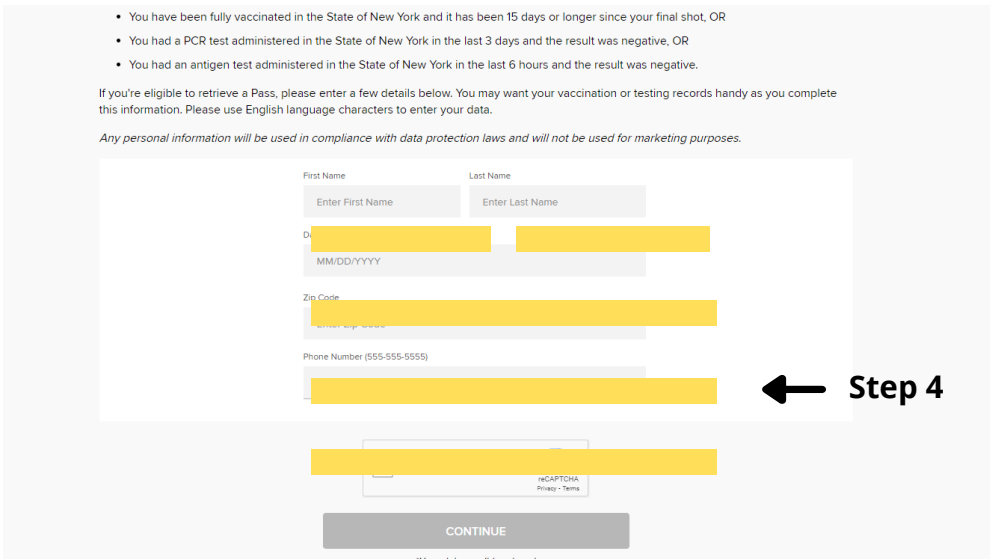 • You have been fully vaccinated in the State of New York and it has been 15 days or longer since your final shot, OR
• You had a PCR test administered in the State of New York in the last 3 days and the result was negative, OR
• You had an antigen test administered in the State of New York in the last 6 hours and the result was negative.
If you're eligible to retrieve a Pass, please enter a few details below. You may want your vaccination or testing records handy as you complete
this information. Please use English language characters to enter your data.
Any personal information will be used in compliance with data protection laws and will not be used for marketing purposes.
First Name Last Name
Enter First Name Enter Last Name
MM/DD/YYYY
Zip Code
Phone Number (555-555-5555)
Step 4
reCAPTCHA
Privacy - Terms
CONTINUE